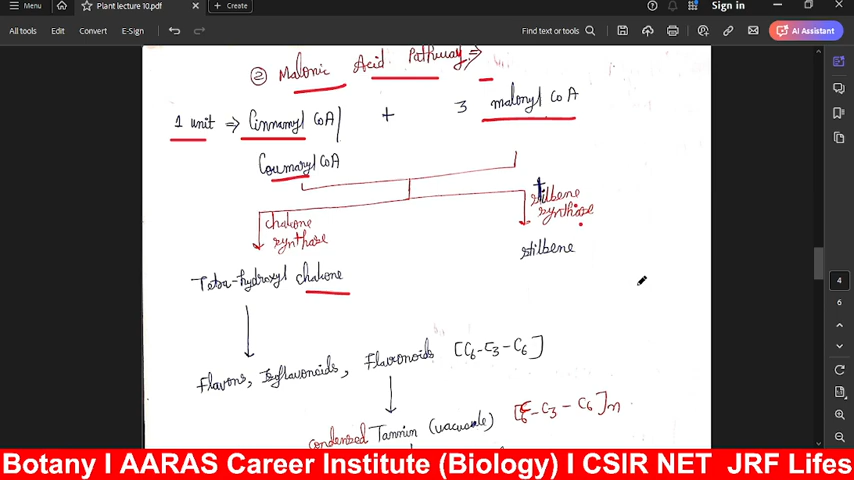 Menu
Plant lecture 10.pdf
Create
Sign in
All tools
Edit
Convert
E-Sign
Find text or tools
AI Assistant
② Malonic Acid Pathway ⇒
1 unit ⇒ Cinnamyl CoA + 3 malonyl CoA
Coumaryl CoA
chalcone
synthase
stilbene
synthase
Tetra-hydroxyl chalcone
stilbene
Flavons, Isoflavonoids, Flavonoids [C6-C3-C6]
condenized Tannin (vacuole) [C6-C3-C6]n
4
6
Botany I AARAS Career Institute (Biology) I CSIR NET JRF Lifes